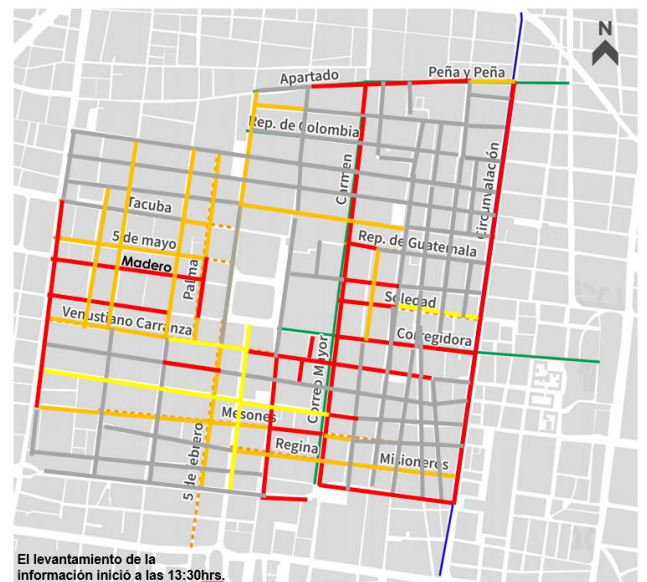 N
Apartado
Peña y Peña
Rep. de Colombia
Carmen
Circunvalación
Tacuba
Rep. de Guatemala
5 de mayo
Madero
Palma
Soledad
Venustiano Carranza
Corregidora
Correo Mayor
Mesones
5 de febrero
Regina
Misioneros
El levantamiento de la
información inició a las 13:30hrs.